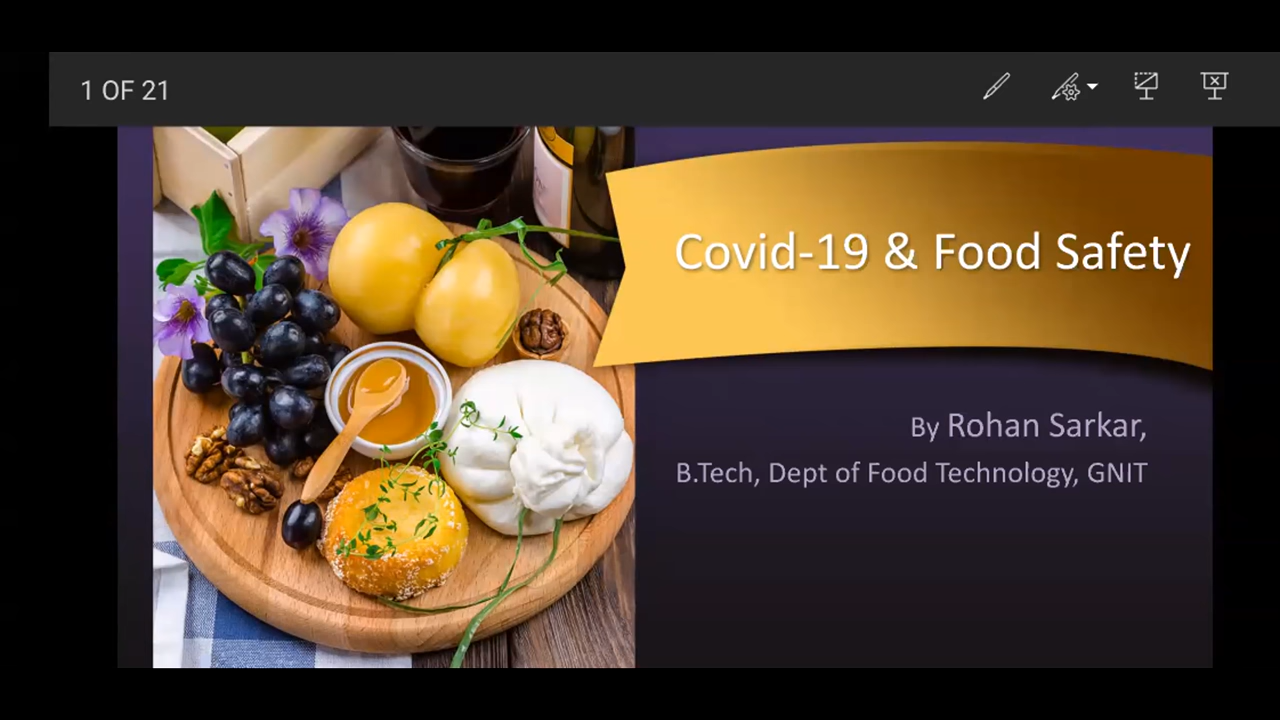 1 OF 21
Covid-19 & Food Safety
By Rohan Sarkar,
B.Tech, Dept of Food Technology, GNIT